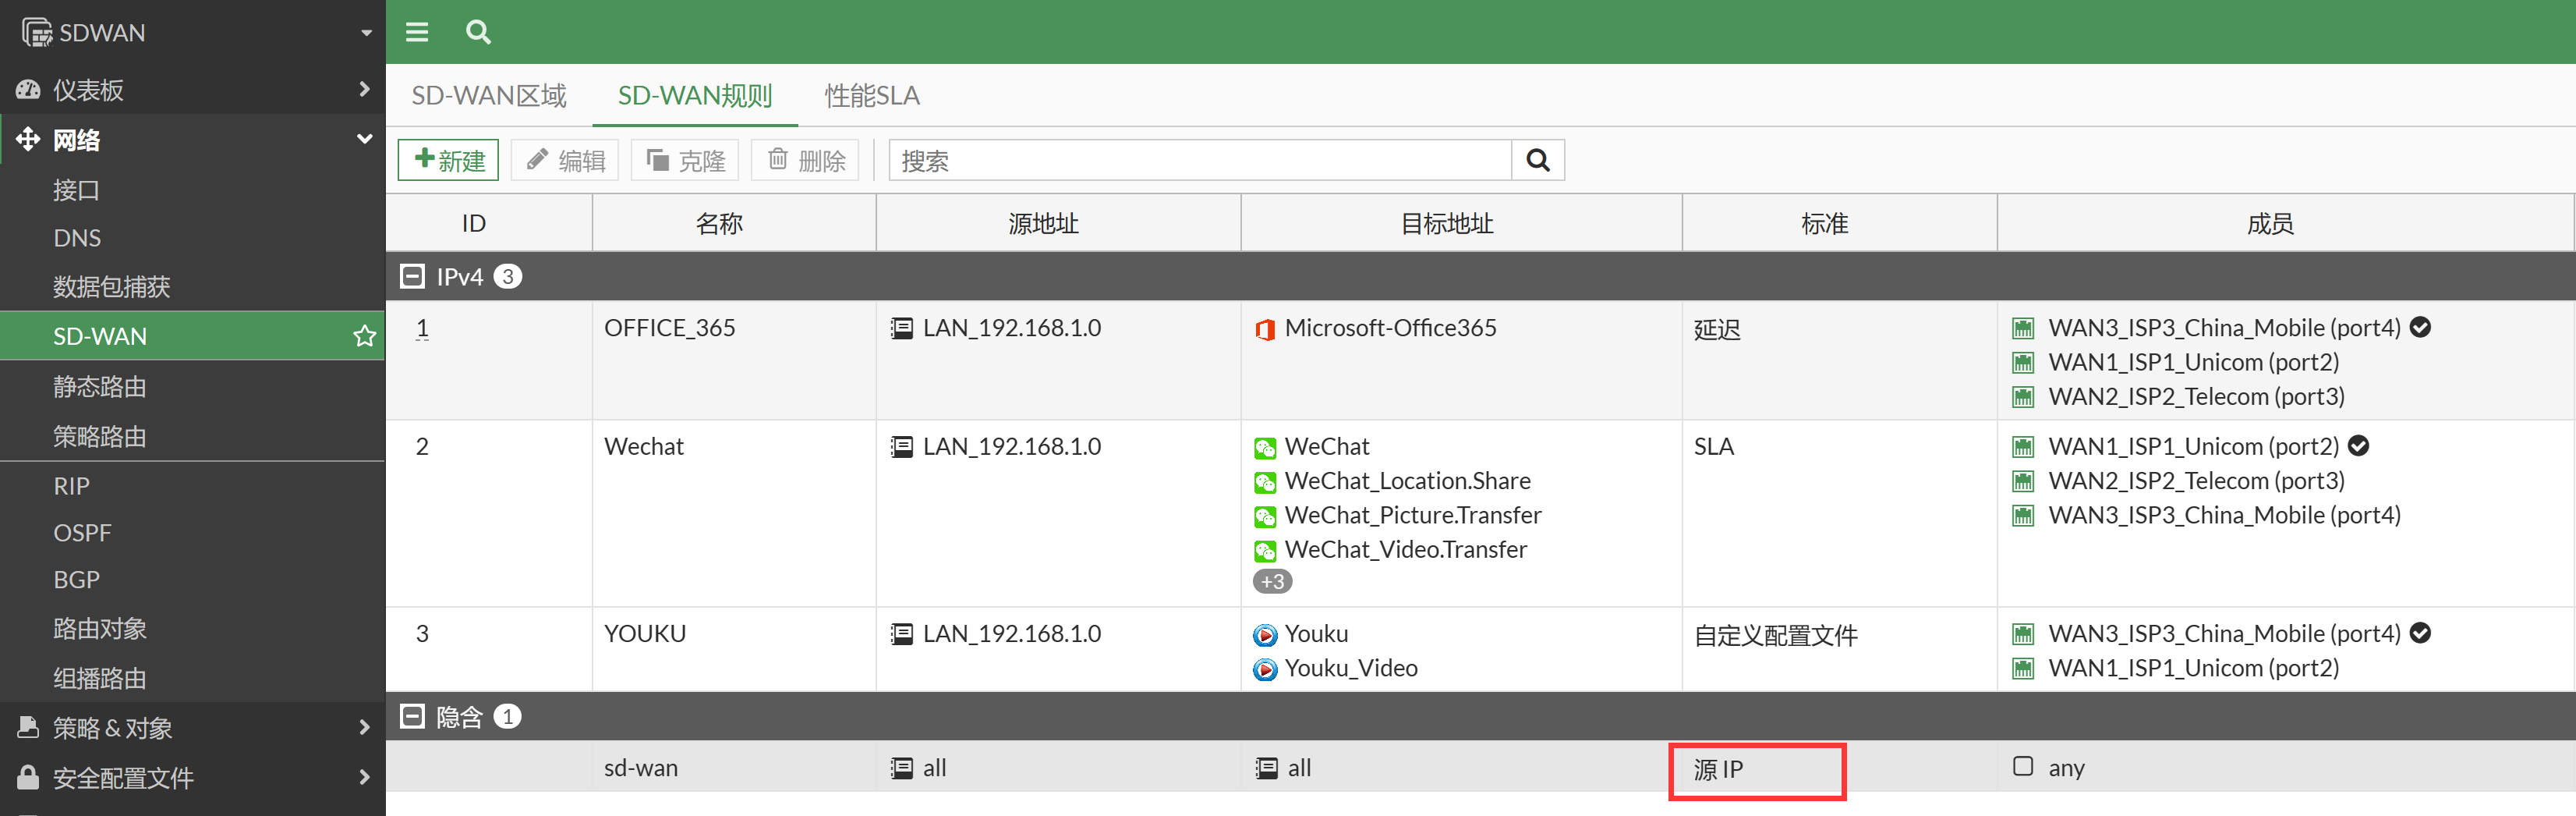 SDWAN
仪表板
网络
接口
DNS
数据包捕获
SD-WAN
静态路由
策略路由
RIP
OSPF
BGP
路由对象
组播路由
策略 & 对象
安全配置文件
SD-WAN区域 SD-WAN规则 性能SLA
新建 编辑 克隆 删除 搜索
ID 名称 源地址 目标地址 标准 成员
IPv4 3
1 OFFICE_365 LAN_192.168.1.0 Microsoft-Office365 延迟 WAN3_ISP3_China_Mobile (port4)
WAN1_ISP1_Unicom (port2)
WAN2_ISP2_Telecom (port3)
2 Wechat LAN_192.168.1.0 WeChat SLA WAN1_ISP1_Unicom (port2)
WeChat_Location.Share WAN2_ISP2_Telecom (port3)
WeChat_Picture.Transfer WAN3_ISP3_China_Mobile (port4)
WeChat_Video.Transfer
+3
3 YOUKU LAN_192.168.1.0 Youku 自定义配置文件 WAN3_ISP3_China_Mobile (port4)
Youku_Video WAN1_ISP1_Unicom (port2)
隐含 1
sd-wan all all 源 IP any